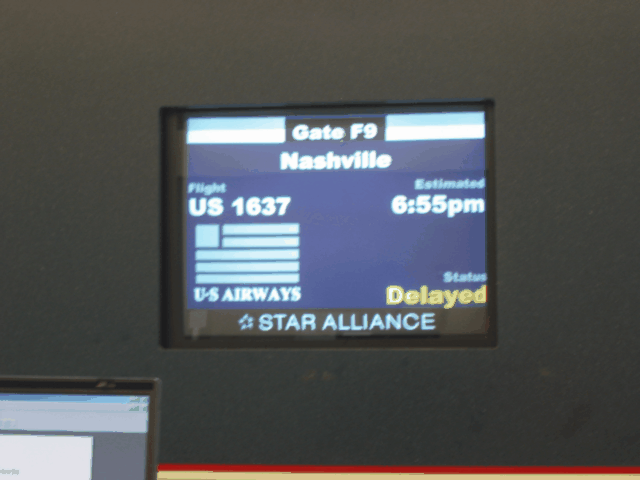 Gate F9
Nashville
Flight Estimated
US 1637 6:55pm
Status
U·S AIRWAYS Delayed
STAR ALLIANCE